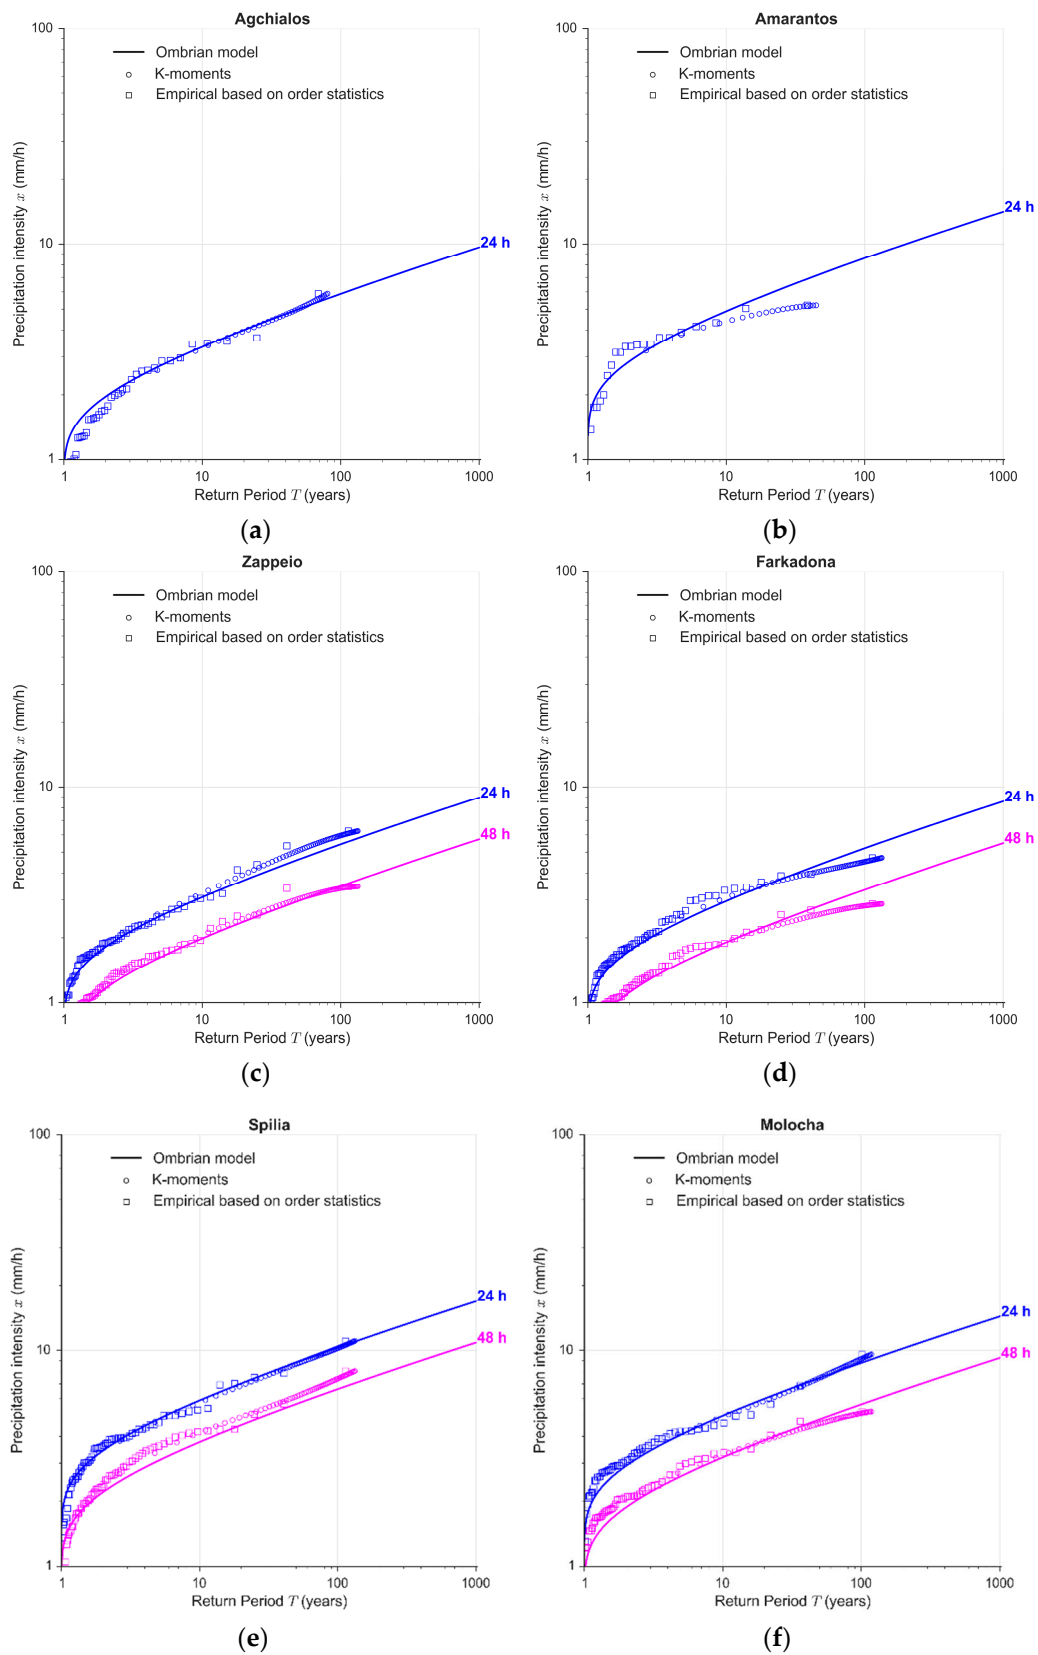 Agchialos
100
Ombrian model
K-moments
Empirical based on order statistics
10
24 h
1
1 10 100 1000
Precipitation intensity x (mm/h)
Return Period T (years)
(a)
Amarantos
100
Ombrian model
K-moments
Empirical based on order statistics
10
24 h
1
1 10 100 1000
Precipitation intensity x (mm/h)
Return Period T (years)
(b)
Zappeio
100
Ombrian model
K-moments
Empirical based on order statistics
10
24 h
48 h
1
1 10 100 1000
Precipitation intensity x (mm/h)
Return Period T (years)
(c)
Farkadona
100
Ombrian model
K-moments
Empirical based on order statistics
10
24 h
48 h
1
1 10 100 1000
Precipitation intensity x (mm/h)
Return Period T (years)
(d)
Spilia
100
Ombrian model
K-moments
Empirical based on order statistics
24 h
10
48 h
1
1 10 100 1000
Precipitation intensity x (mm/h)
Return Period T (years)
(e)
Molocha
100
Ombrian model
K-moments
Empirical based on order statistics
24 h
10
48 h
1
1 10 100 1000
Precipitation intensity x (mm/h)
Return Period T (years)
(f)